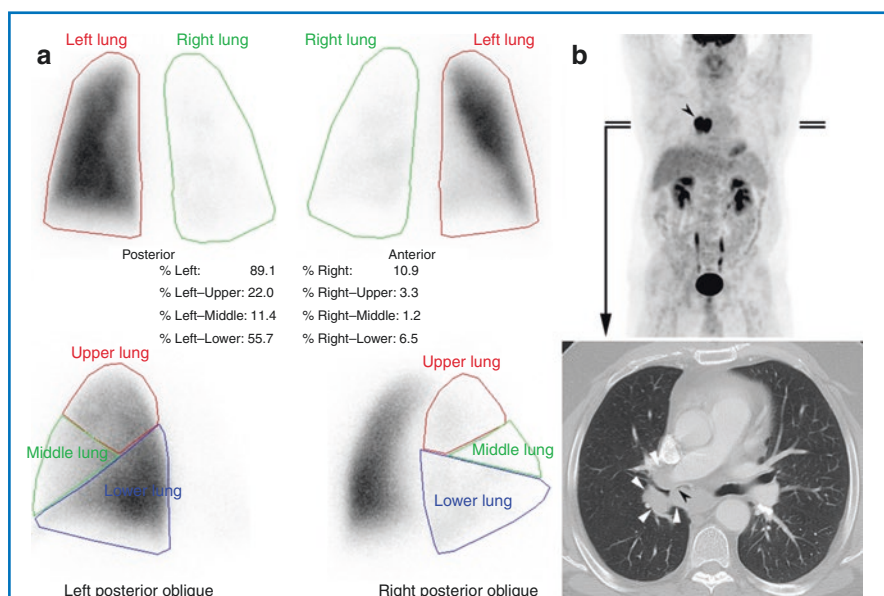 a
Left lung
Right lung
Right lung
Left lung
b
Posterior
Anterior
% Left: 89.1
% Right: 10.9
% Left–Upper: 22.0
% Right–Upper: 3.3
% Left–Middle: 11.4
% Right–Middle: 1.2
% Left–Lower: 55.7
% Right–Lower: 6.5
Upper lung
Upper lung
Middle lung
Middle lung
Lower lung
Lower lung
Left posterior oblique
Right posterior oblique